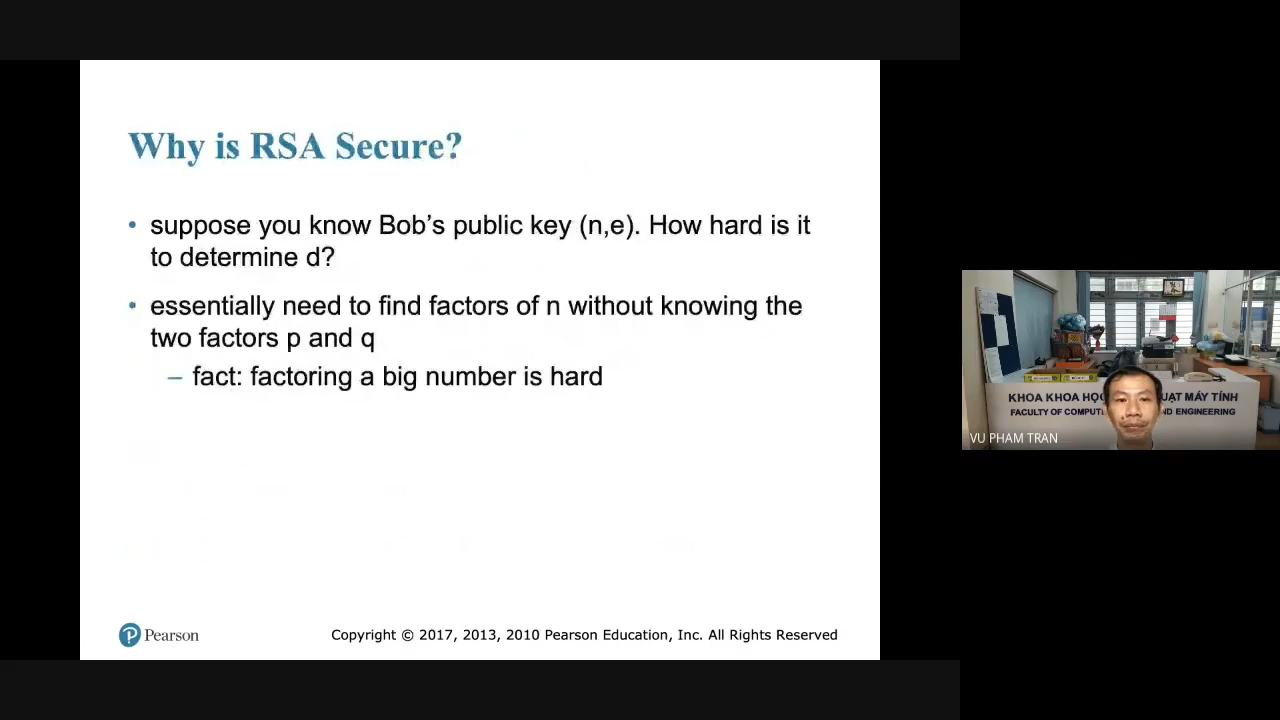 Why is RSA Secure?
• suppose you know Bob's public key (n,e). How hard is it
to determine d?
• essentially need to find factors of n without knowing the
two factors p and q
– fact: factoring a big number is hard
Pearson
Copyright © 2017, 2013, 2010 Pearson Education, Inc. All Rights Reserved
KHOA KHOA HỌC UẠT MÁY TÍNH
FACULTY OF COMPUT ND ENGINEERING
VU PHAM TRAN